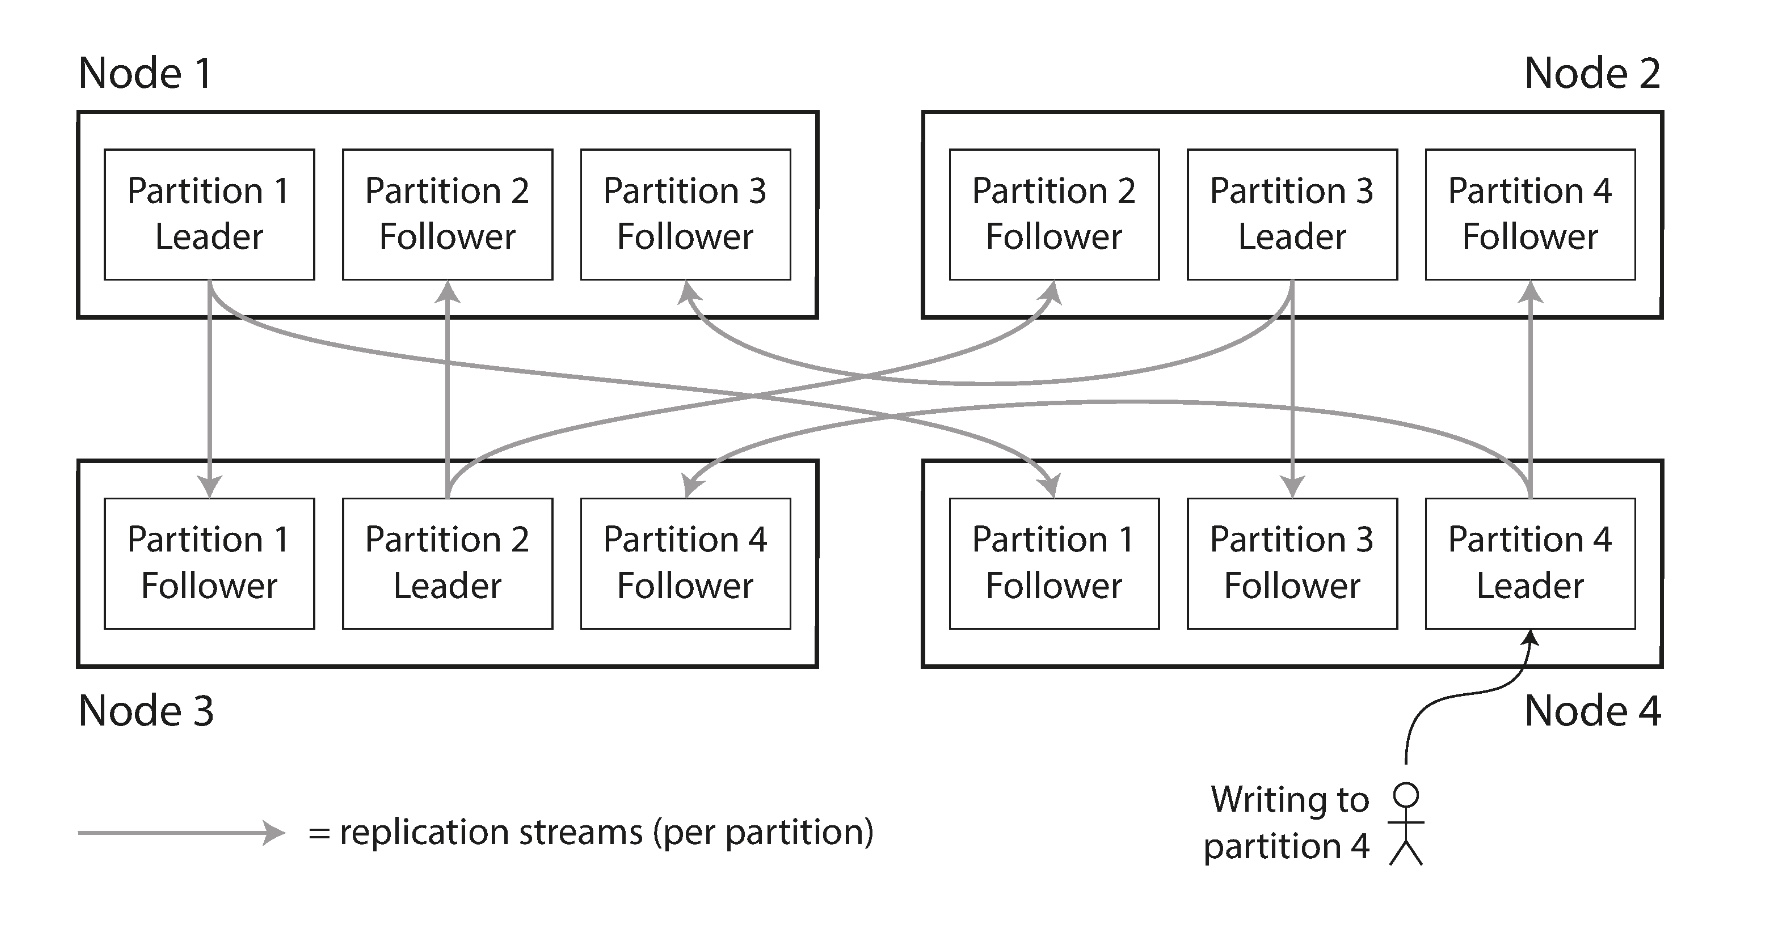 Node 1
Node 2
Partition 1
Leader
Partition 2
Follower
Partition 3
Follower
Partition 2
Follower
Partition 3
Leader
Partition 4
Follower
Partition 1
Follower
Partition 2
Leader
Partition 4
Follower
Partition 1
Follower
Partition 3
Follower
Partition 4
Leader
Node 3
Node 4
= replication streams (per partition)
Writing to
partition 4